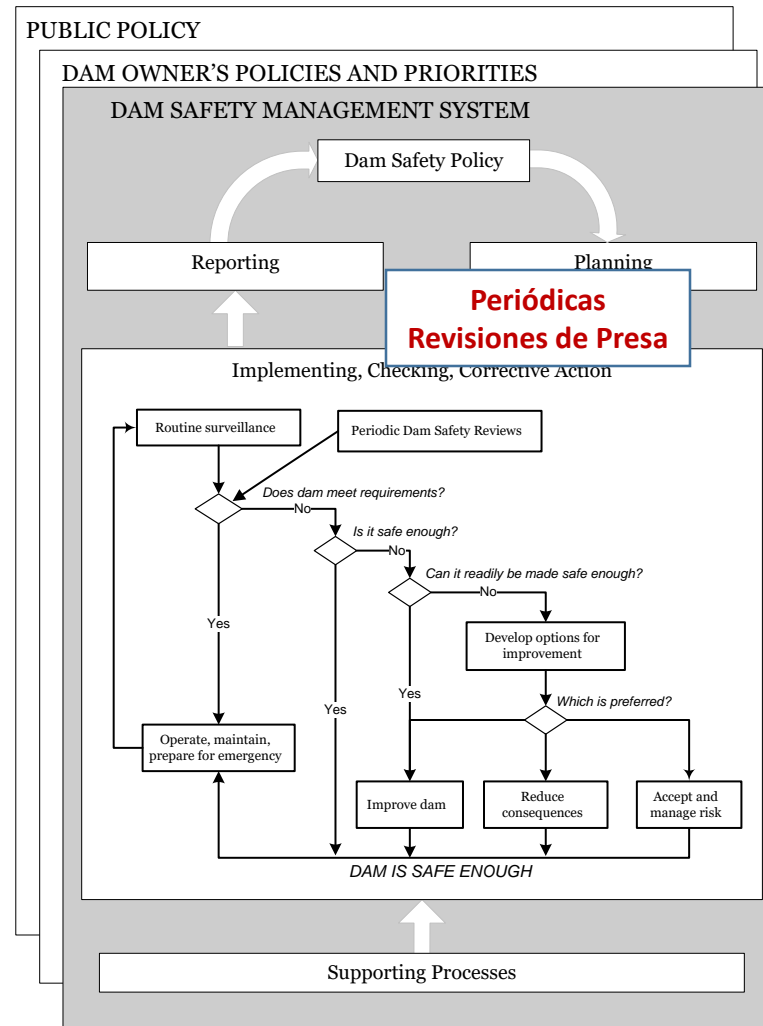 PUBLIC POLICY
DAM OWNER’S POLICIES AND PRIORITIES
DAM SAFETY MANAGEMENT SYSTEM
Dam Safety Policy
Reporting
Planning
Periódicas
Revisiones de Presa
Implementing, Checking, Corrective Action
Routine surveillance
Periodic Dam Safety Reviews
Does dam meet requirements?
No
Is it safe enough?
No
Can it readily be made safe enough?
No
Yes
Develop options for
improvement
Yes
Yes
Which is preferred?
Operate, maintain,
prepare for emergency
Improve dam
Reduce
consequences
Accept and
manage risk
DAM IS SAFE ENOUGH
Supporting Processes